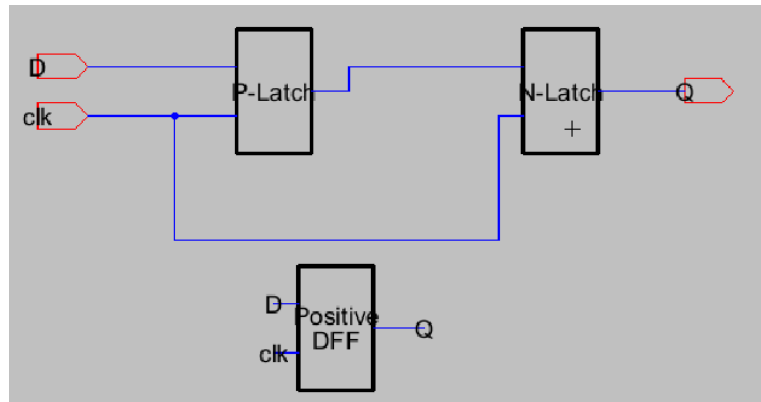 D
P-Latch
N-Latch
Q
clk
D
Positive
DFF
Q
clk